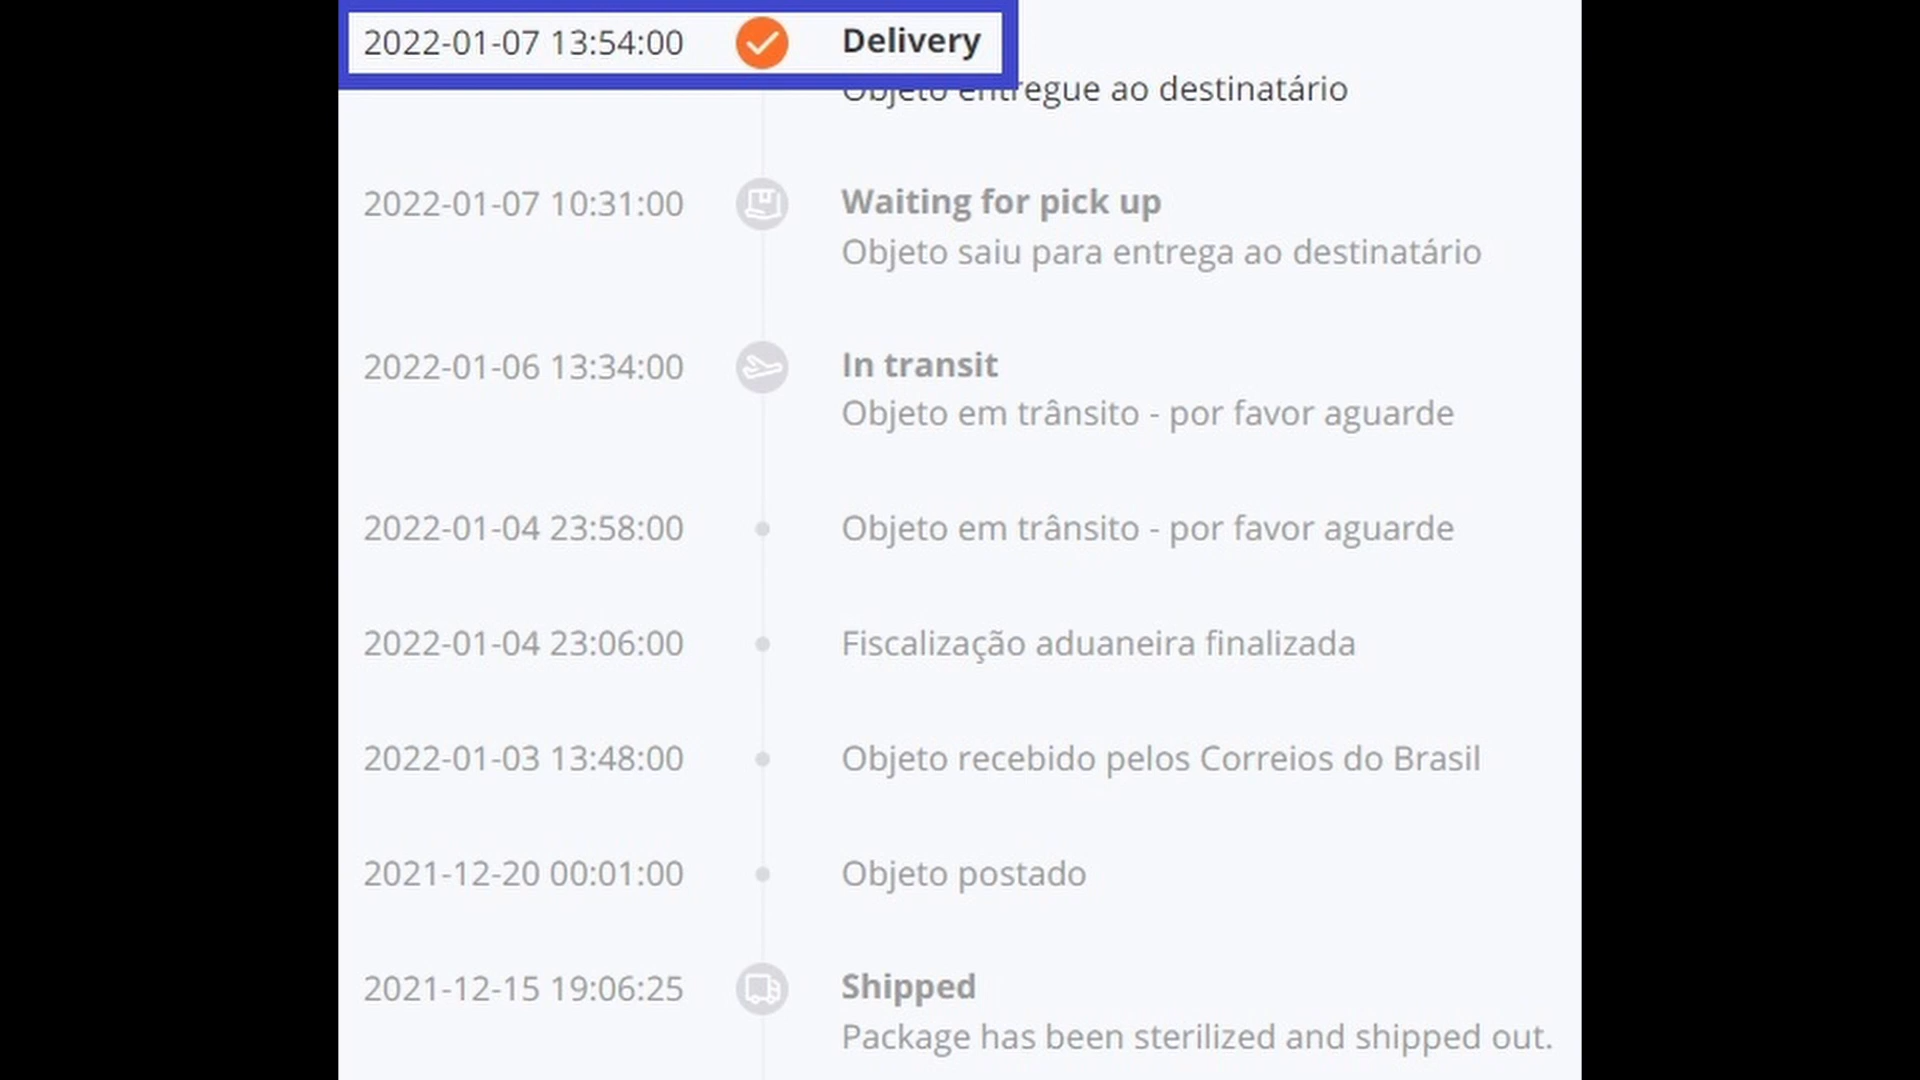 2022-01-07 13:54:00 Delivery
Objeto entregue ao destinatário
2022-01-07 10:31:00 Waiting for pick up
Objeto saiu para entrega ao destinatário
2022-01-06 13:34:00 In transit
Objeto em trânsito - por favor aguarde
2022-01-04 23:58:00 Objeto em trânsito - por favor aguarde
2022-01-04 23:06:00 Fiscalização aduaneira finalizada
2022-01-03 13:48:00 Objeto recebido pelos Correios do Brasil
2021-12-20 00:01:00 Objeto postado
2021-12-15 19:06:25 Shipped
Package has been sterilized and shipped out.